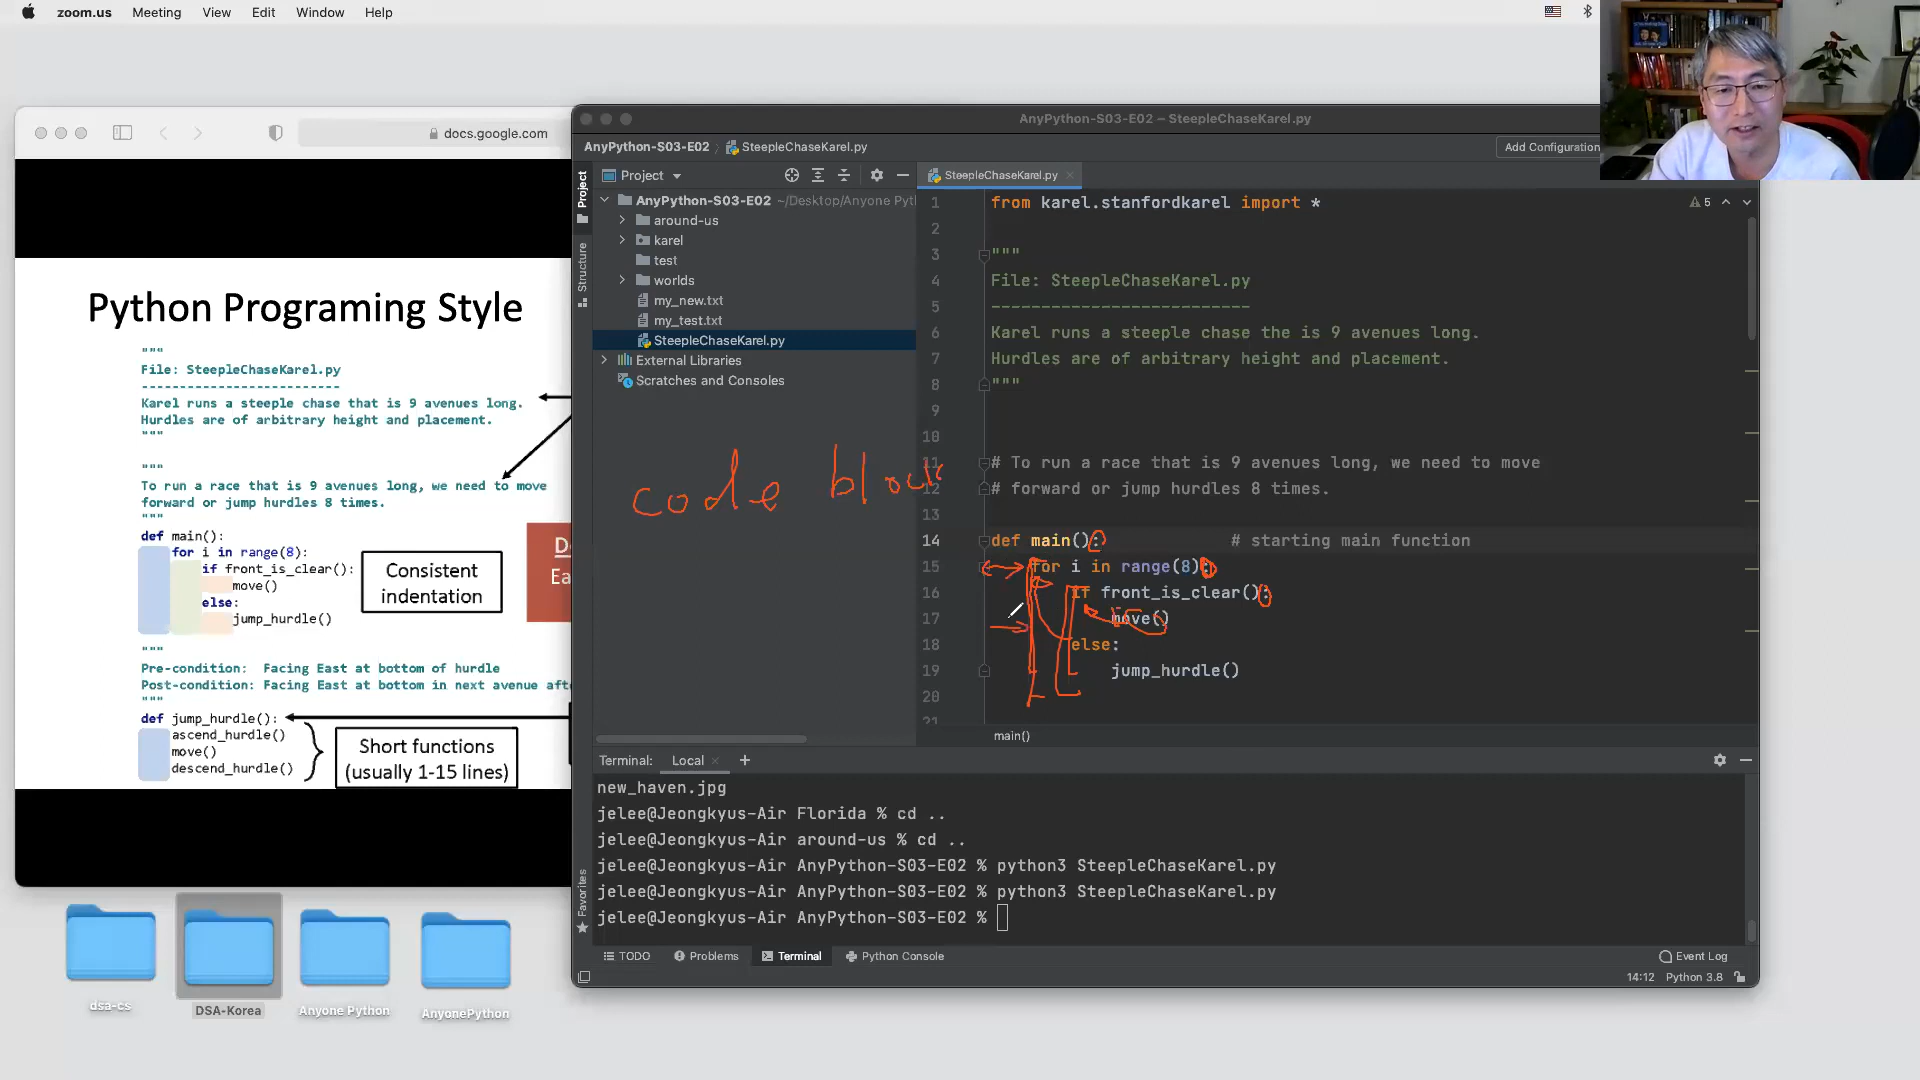 zoom.us Meeting View Edit Window Help
docs.google.com
Python Programing Style
"""
File: SteepleChaseKarel.py
-------------------------
Karel runs a steeple chase that is 9 avenues long.
Hurdles are of arbitrary height and placement.
"""
"""
To run a race that is 9 avenues long, we need to move
forward or jump hurdles 8 times.
"""
def main():
for i in range(8):
if front_is_clear():
move()
else:
jump_hurdle()
Consistent
indentation
"""
Pre-condition: Facing East at bottom of hurdle
Post-condition: Facing East at bottom in next avenue
"""
def jump_hurdle():
ascend_hurdle()
move()
descend_hurdle()
Short functions
(usually 1-15 lines)
dsa-cs
DSA-Korea
Anyone Python
AnyonePython
AnyPython-S03-E02 – SteepleChaseKarel.py
AnyPython-S03-E02 SteepleChaseKarel.py
Add Configuration
Project
Structure
Favorites
Project
AnyPython-S03-E02 ~/Desktop/Anyone Pyt
around-us
karel
test
worlds
my_new.txt
my_test.txt
SteepleChaseKarel.py
External Libraries
Scratches and Consoles
code block
SteepleChaseKarel.py
5
1 from karel.stanfordkarel import *
2
3 """
4 File: SteepleChaseKarel.py
5 --------------------------
6 Karel runs a steeple chase the is 9 avenues long.
7 Hurdles are of arbitrary height and placement.
8 """
9
10
11 # To run a race that is 9 avenues long, we need to move
12 # forward or jump hurdles 8 times.
13
14 def main(): # starting main function
15 for i in range(8):
16 if front_is_clear():
17 move()
18 else:
19 jump_hurdle()
20
21
main()
Terminal: Local
new_haven.jpg
jelee@Jeongkyus-Air Florida % cd ..
jelee@Jeongkyus-Air around-us % cd ..
jelee@Jeongkyus-Air AnyPython-S03-E02 % python3 SteepleChaseKarel.py
jelee@Jeongkyus-Air AnyPython-S03-E02 % python3 SteepleChaseKarel.py
jelee@Jeongkyus-Air AnyPython-S03-E02 %
TODO Problems Terminal Python Console Event Log
14:12 Python 3.8